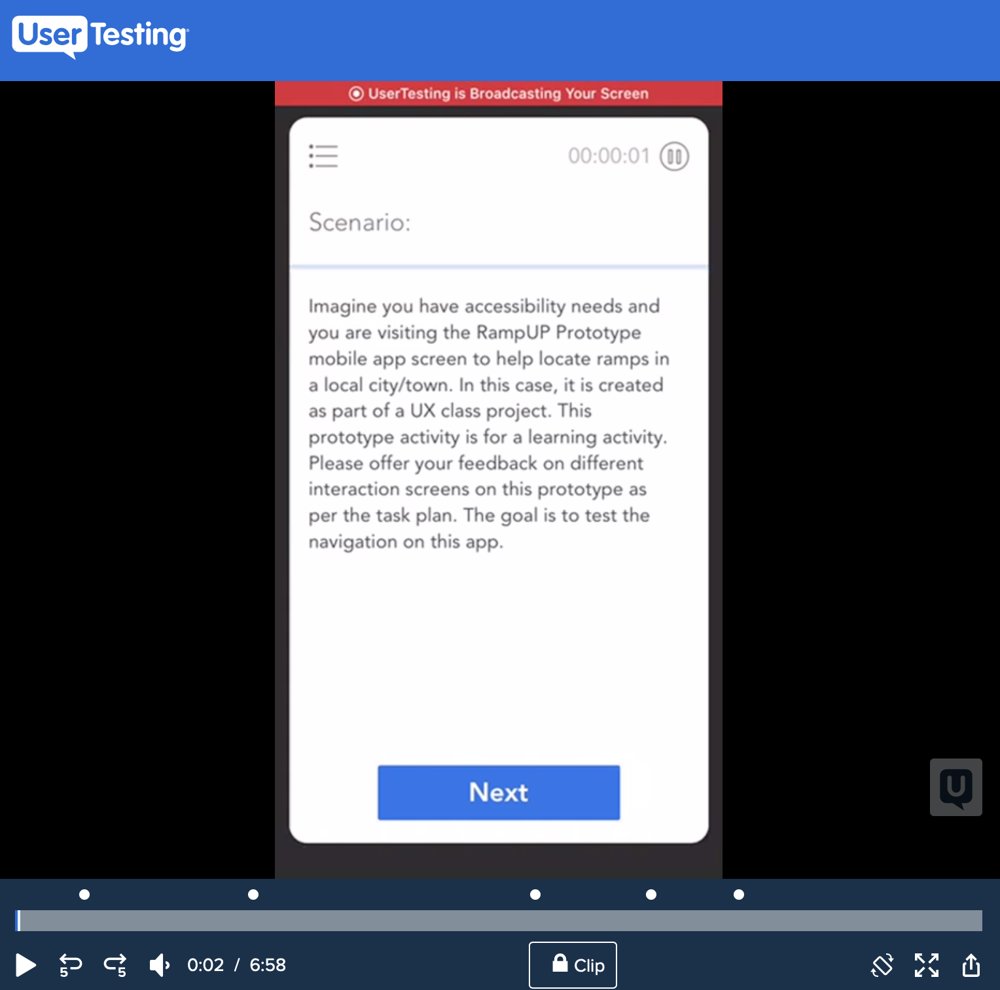 User Testing
UserTesting is Broadcasting Your Screen
00:00:01
Scenario:
Imagine you have accessibility needs and
you are visiting the RampUP Prototype
mobile app screen to help locate ramps in
a local city/town. In this case, it is created
as part of a UX class project. This
prototype activity is for a learning activity.
Please offer your feedback on different
interaction screens on this prototype as
per the task plan. The goal is to test the
navigation on this app.
Next
U
5 5 0:02 / 6:58 Clip